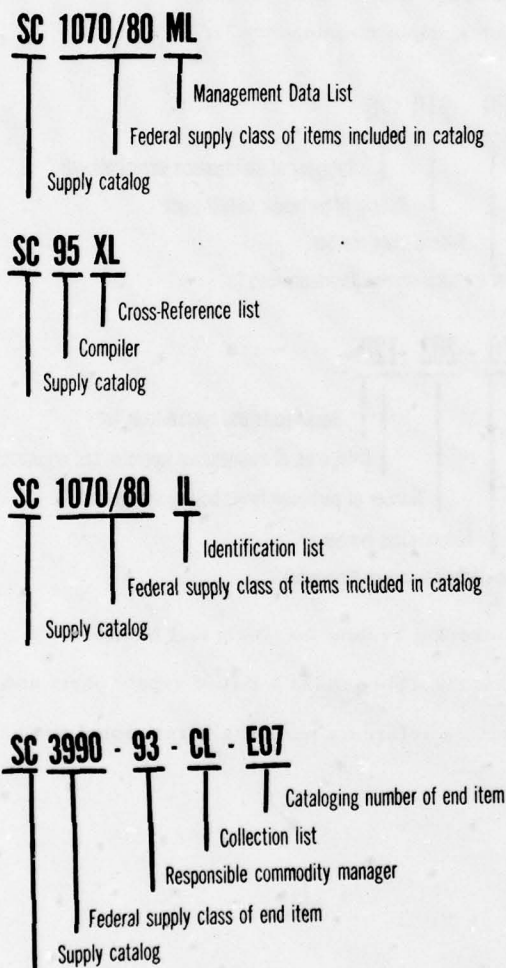 SC 1070/80 ML
Management Data List
Federal supply class of items included in catalog
Supply catalog
SC 95 XL
Cross-Reference list
Compiler
Supply catalog
SC 1070/80 IL
Identification list
Federal supply class of items included in catalog
Supply catalog
SC 3990 - 93 - CL - E07
Cataloging number of end item
Collection list
Responsible commodity manager
Federal supply class of end item
Supply catalog